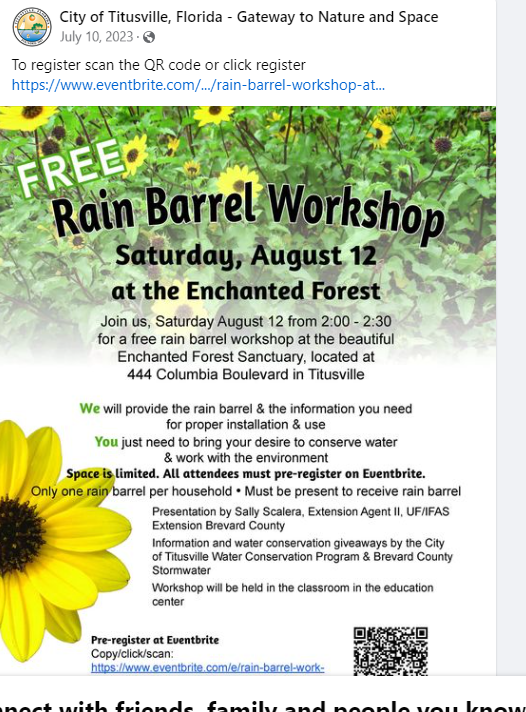 City of Titusville, Florida - Gateway to Nature and Space
July 10, 2023 ·
To register scan the QR code or click register
https://www.eventbrite.com/.../rain-barrel-workshop-at...
FREE
Rain Barrel Workshop
Saturday, August 12
at the Enchanted Forest
Join us, Saturday August 12 from 2:00 - 2:30
for a free rain barrel workshop at the beautiful
Enchanted Forest Sanctuary, located at
444 Columbia Boulevard in Titusville
We will provide the rain barrel & the information you need
for proper installation & use
You just need to bring your desire to conserve water
& work with the environment
Space is limited. All attendees must pre-register on Eventbrite.
Only one rain barrel per household • Must be present to receive rain barrel
Presentation by Sally Scalera, Extension Agent II, UF/IFAS
Extension Brevard County
Information and water conservation giveaways by the City
of Titusville Water Conservation Program & Brevard County
Stormwater
Workshop will be held in the classroom in the education
center
Pre-register at Eventbrite
Copy/click/scan:
https://www.eventbrite.com/e/rain-barrel-work-
nnect with friends, family and people you know